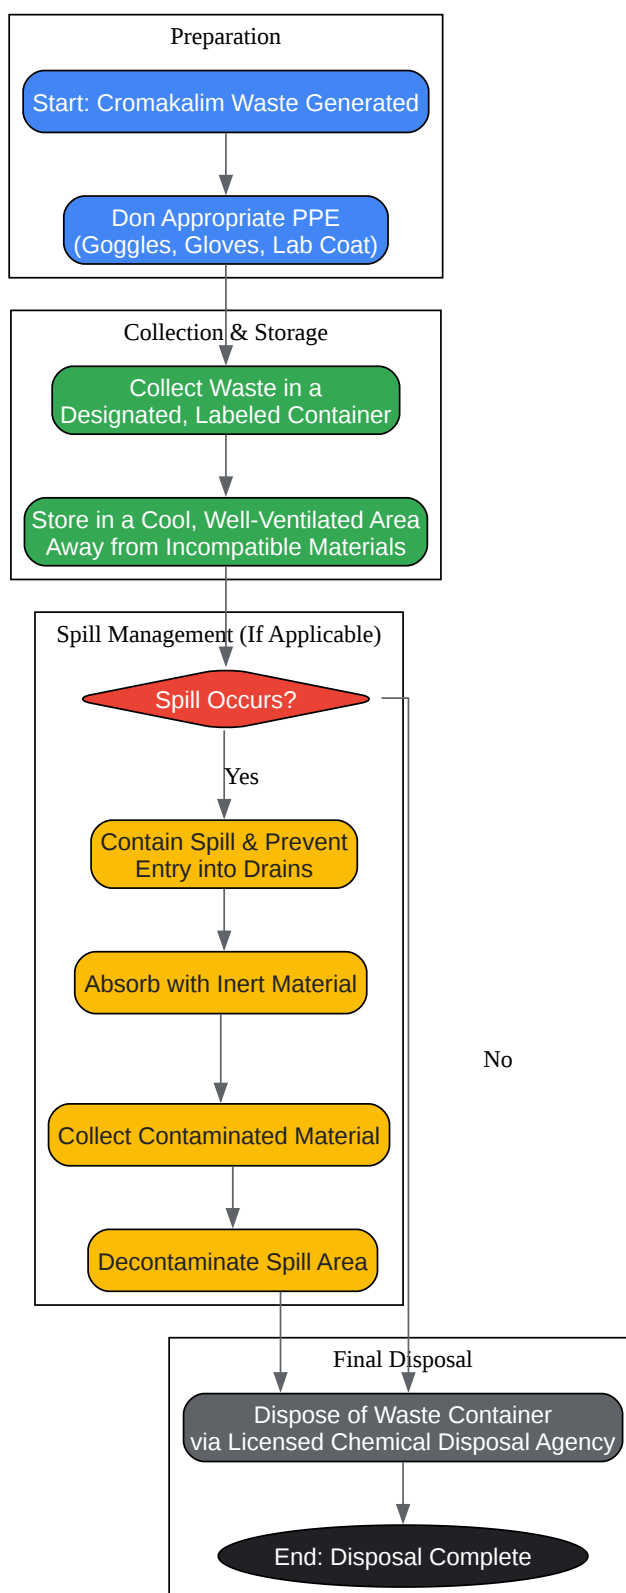 Preparation
Start: Cromakalim Waste Generated
Don Appropriate PPE
(Goggles, Gloves, Lab Coat)
Collection & Storage
Collect Waste in a
Designated, Labeled Container
Store in a Cool, Well-Ventilated Area
Away from Incompatible Materials
Spill Management (If Applicable)
Spill Occurs?
Yes
Contain Spill & Prevent
Entry into Drains
Absorb with Inert Material
No
Collect Contaminated Material
Decontaminate Spill Area
Final Disposal
Dispose of Waste Container
via Licensed Chemical Disposal Agency
End: Disposal Complete